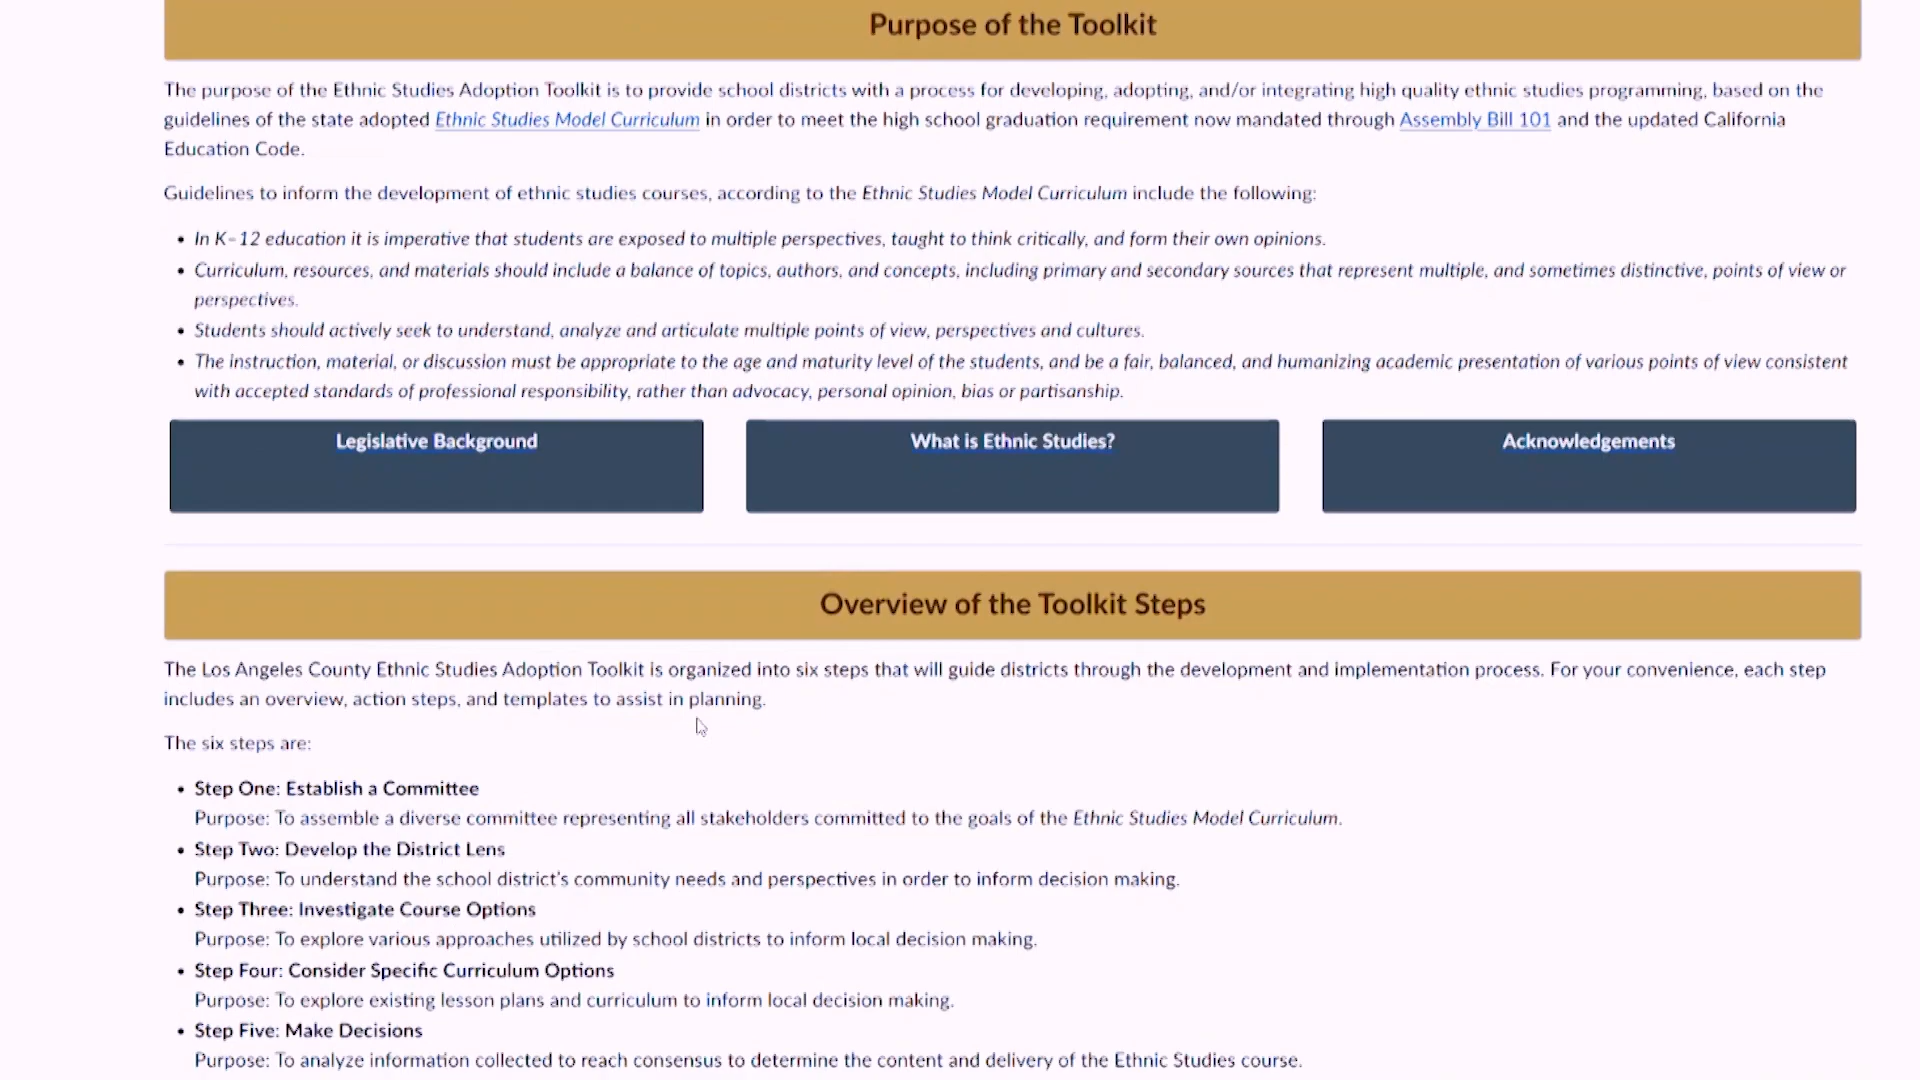 Purpose of the Toolkit
The purpose of the Ethnic Studies Adoption Toolkit is to provide school districts with a process for developing, adopting, and/or integrating high quality ethnic studies programming, based on the
guidelines of the state adopted Ethnic Studies Model Curriculum in order to meet the high school graduation requirement now mandated through Assembly Bill 101 and the updated California
Education Code.
Guidelines to inform the development of ethnic studies courses, according to the Ethnic Studies Model Curriculum include the following:
• In K-12 education it is imperative that students are exposed to multiple perspectives, taught to think critically, and form their own opinions.
• Curriculum, resources, and materials should include a balance of topics, authors, and concepts, including primary and secondary sources that represent multiple, and sometimes distinctive, points of view or
perspectives.
• Students should actively seek to understand, analyze and articulate multiple points of view, perspectives and cultures.
• The instruction, material, or discussion must be appropriate to the age and maturity level of the students, and be a fair, balanced, and humanizing academic presentation of various points of view consistent
with accepted standards of professional responsibility, rather than advocacy, personal opinion, bias or partisanship.
Legislative Background
What is Ethnic Studies?
Acknowledgements
Overview of the Toolkit Steps
The Los Angeles County Ethnic Studies Adoption Toolkit is organized into six steps that will guide districts through the development and implementation process. For your convenience, each step
includes an overview, action steps, and templates to assist in planning.
The six steps are:
• Step One: Establish a Committee
Purpose: To assemble a diverse committee representing all stakeholders committed to the goals of the Ethnic Studies Model Curriculum.
• Step Two: Develop the District Lens
Purpose: To understand the school district's community needs and perspectives in order to inform decision making.
• Step Three: Investigate Course Options
Purpose: To explore various approaches utilized by school districts to inform local decision making.
• Step Four: Consider Specific Curriculum Options
Purpose: To explore existing lesson plans and curriculum to inform local decision making.
• Step Five: Make Decisions
Purpose: To analyze information collected to reach consensus to determine the content and delivery of the Ethnic Studies course.